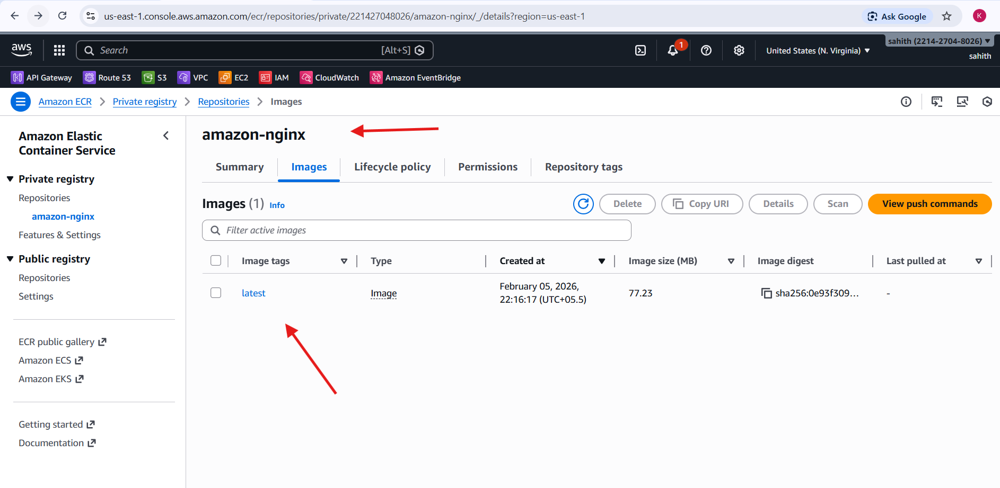 us-east-1.console.aws.amazon.com/ecr/repositories/private/221427048026/amazon-nginx/_/details?region=us-east-1
Ask Google
K
aws
Search
[Alt+S]
1
United States (N. Virginia)
sahith (2214-2704-8026)
sahith
API Gateway
Route 53
S3
VPC
EC2
IAM
CloudWatch
Amazon EventBridge
Amazon ECR
Private registry
Repositories
Images
Amazon Elastic
Container Service
Private registry
Repositories
amazon-nginx
Features & Settings
Public registry
Repositories
Settings
ECR public gallery
Amazon ECS
Amazon EKS
Getting started
Documentation
amazon-nginx
Summary
Images
Lifecycle policy
Permissions
Repository tags
Images (1) Info
Delete
Copy URI
Details
Scan
View push commands
Filter active images
Image tags
Type
Created at
Image size (MB)
Image digest
Last pulled at
latest
Image
February 05, 2026,
22:16:17 (UTC+05.5)
77.23
sha256:0e93f309...
-